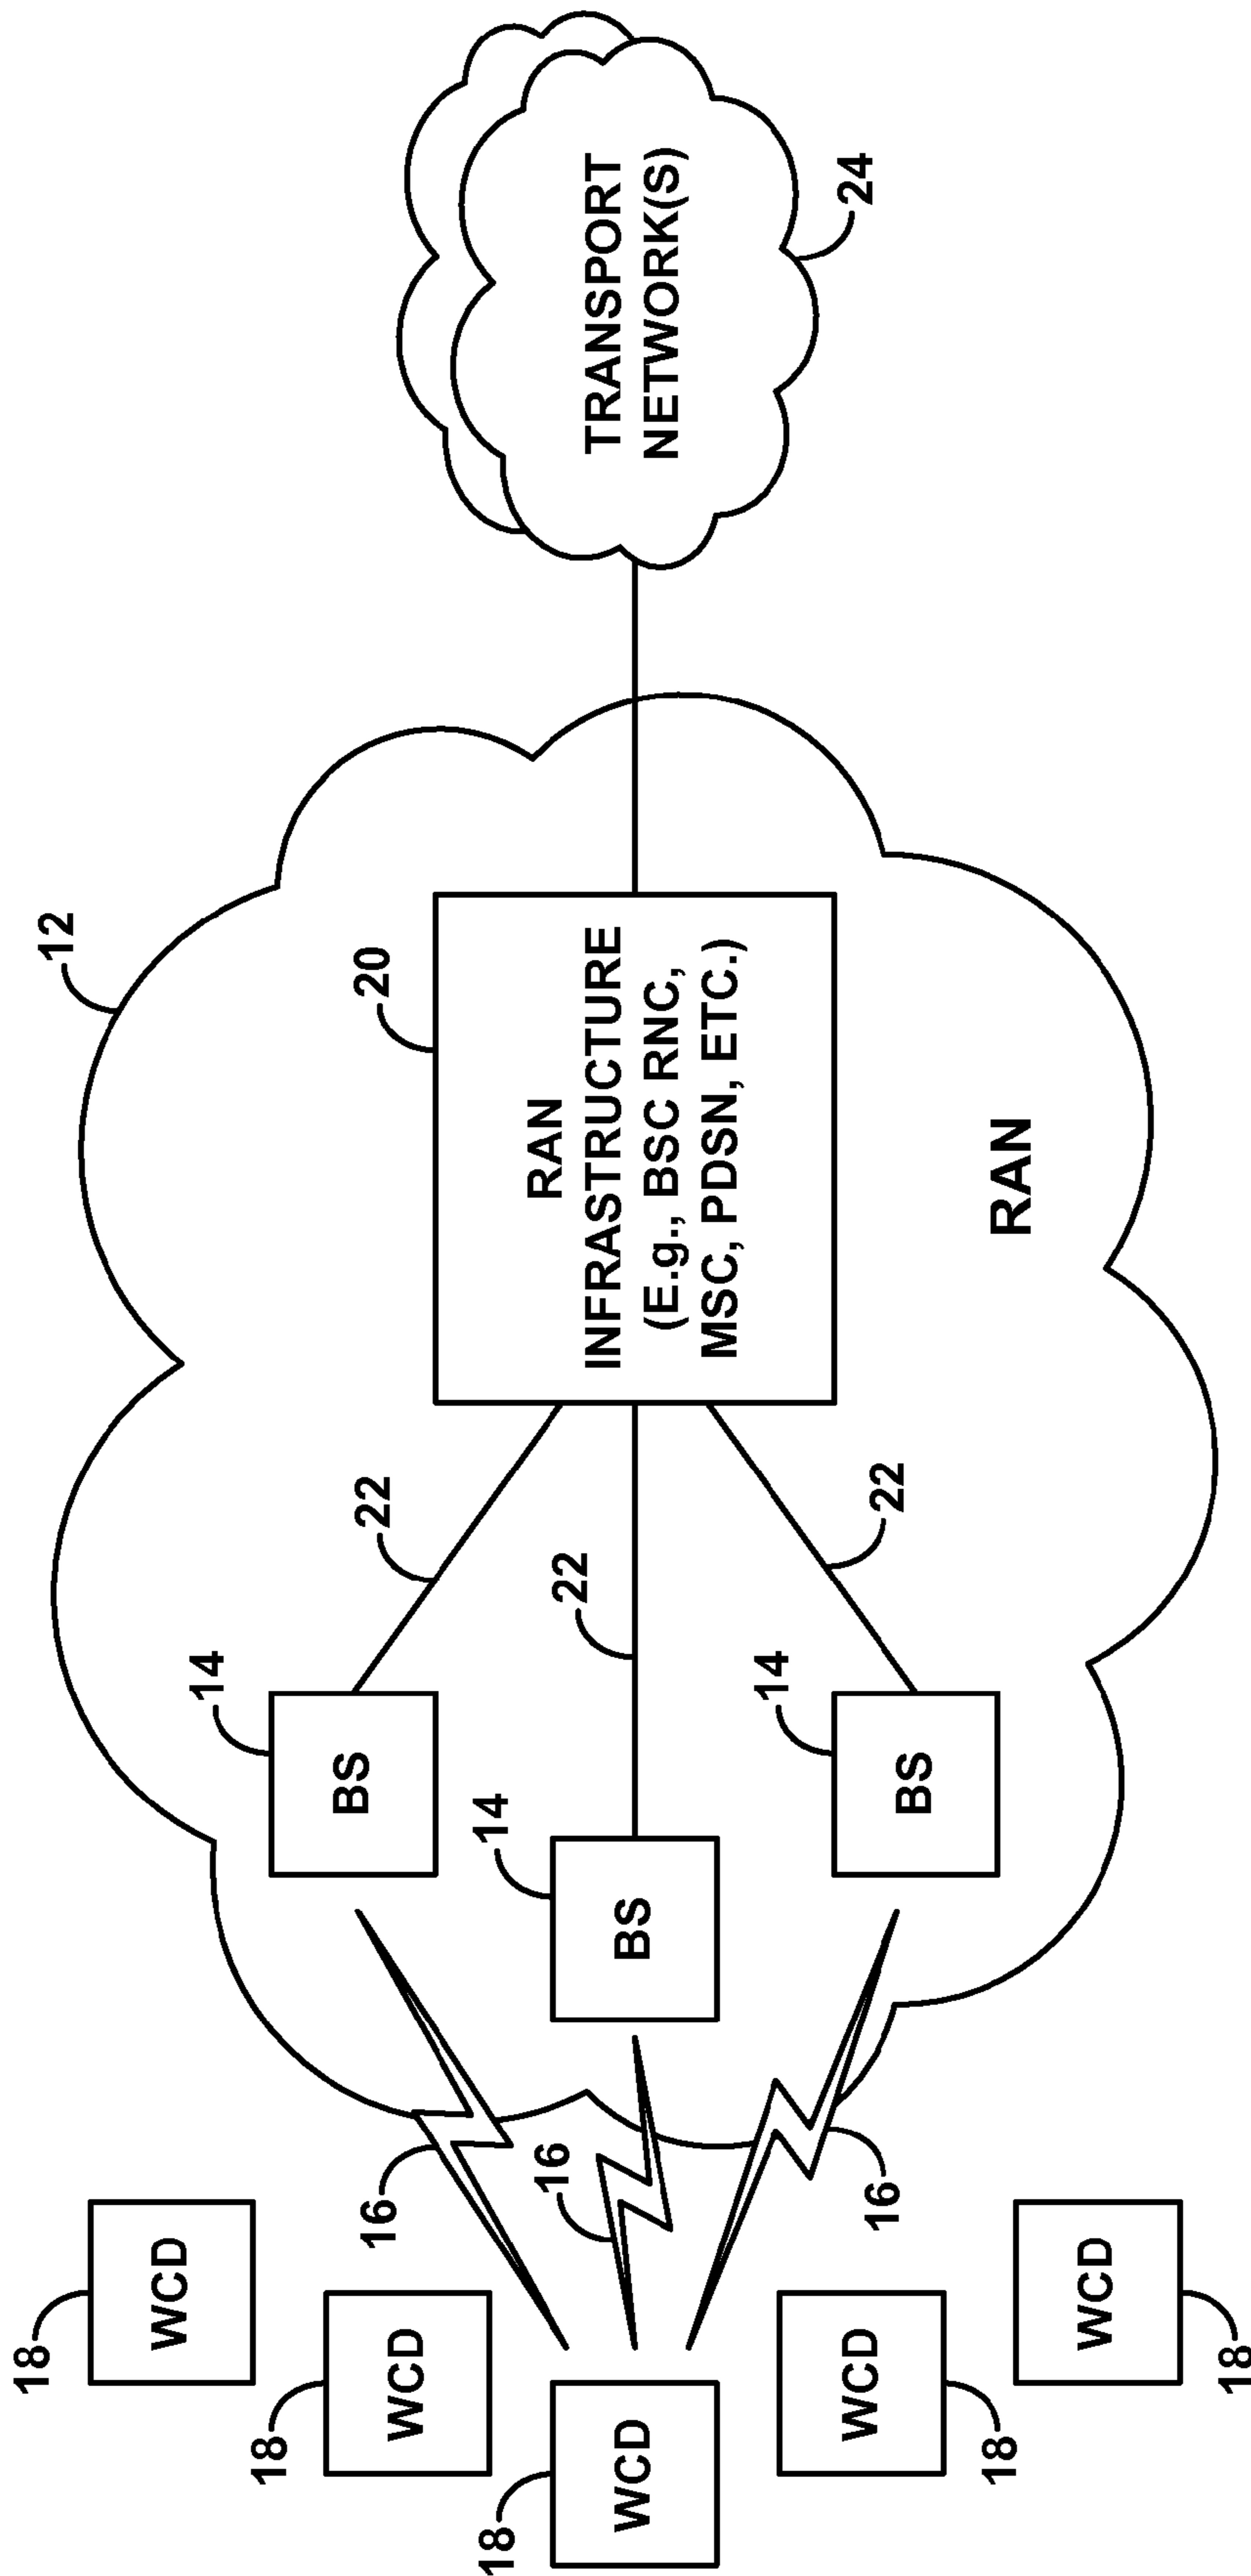 12
18
WCD
16
14
BS
22
20
RAN
INFRASTRUCTURE
(E.g., BSC RNC,
MSC, PDSN, ETC.)
TRANSPORT
NETWORK(S)
24
18
WCD
18
WCD
16
14
BS
22
18
WCD
16
14
BS
22
RAN
WCD
18